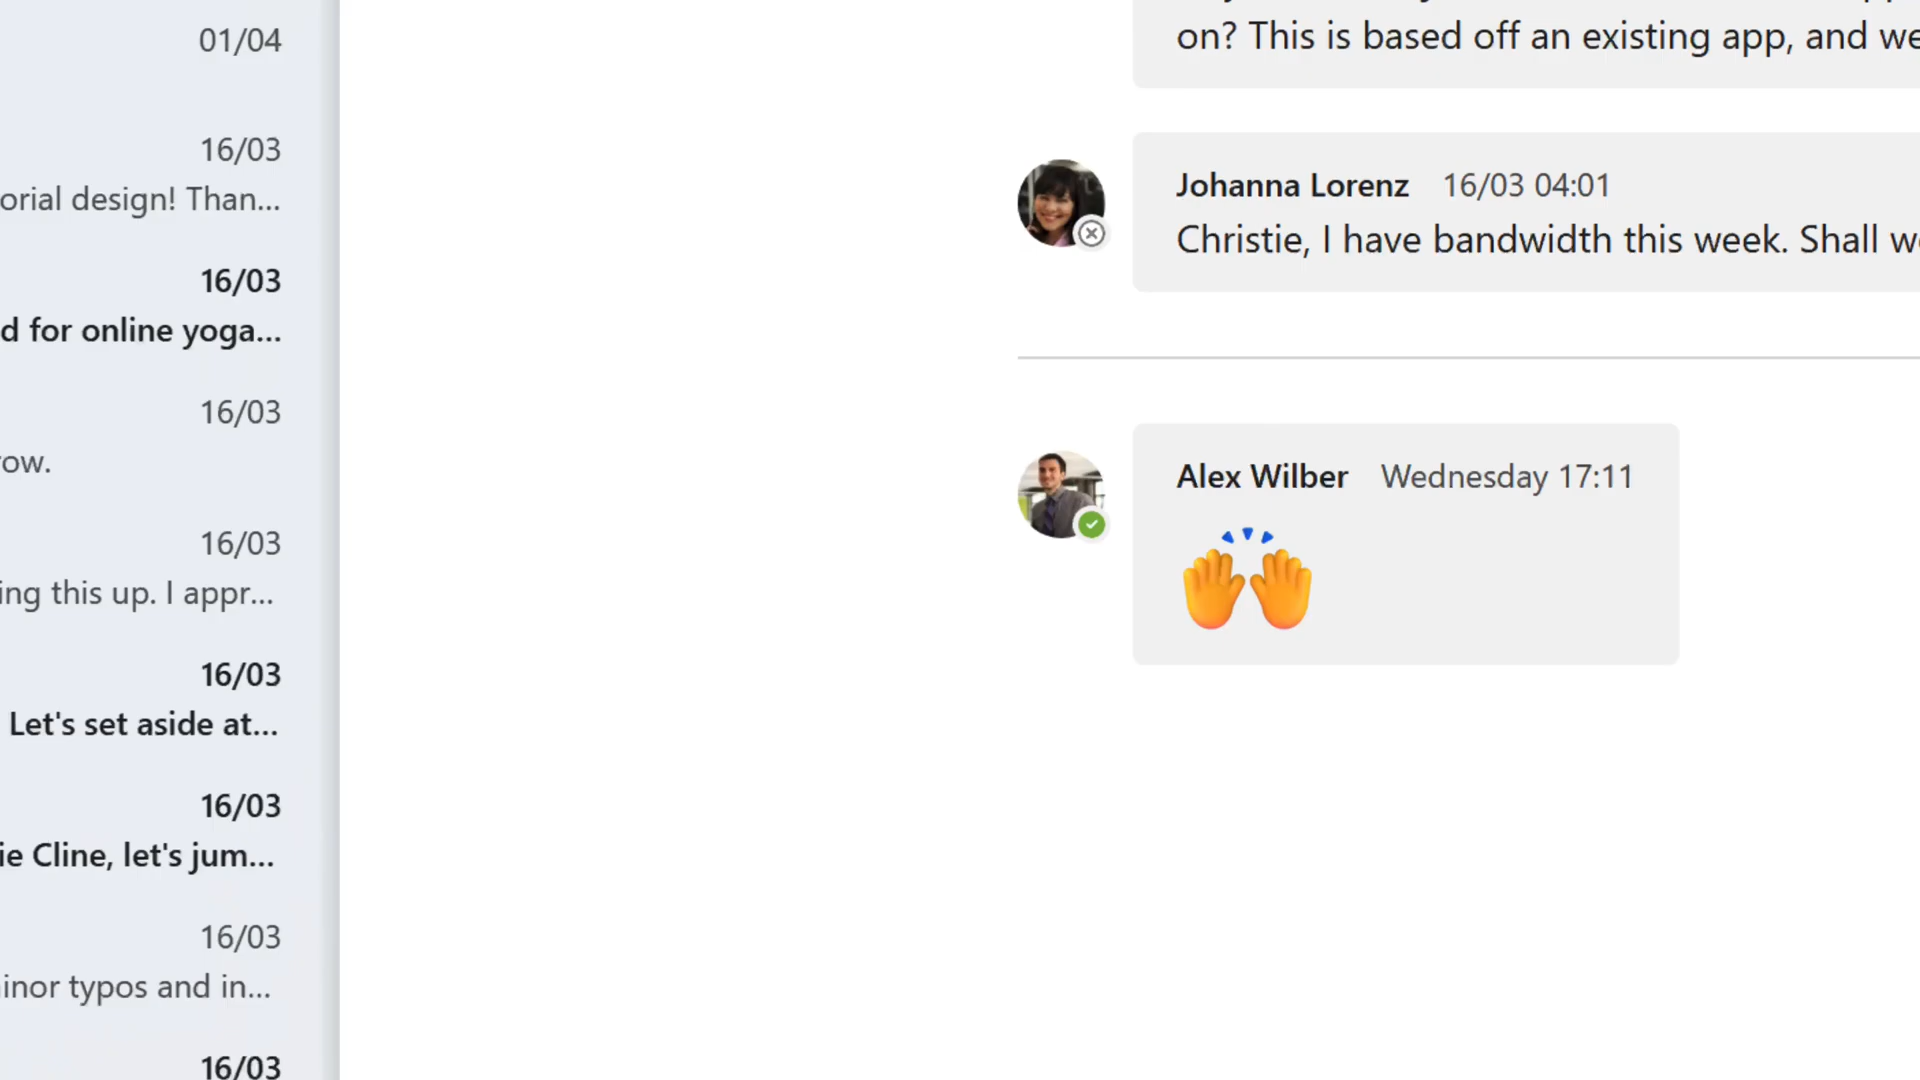 01/04
16/03
orial design! Than...
16/03
d for online yoga...
16/03
ow.
16/03
ing this up. I appr...
16/03
Let's set aside at...
16/03
ie Cline, let's jum...
16/03
inor typos and in...
16/03
on? This is based off an existing app, and we
Johanna Lorenz 16/03 04:01
Christie, I have bandwidth this week. Shall we
Alex Wilber Wednesday 17:11